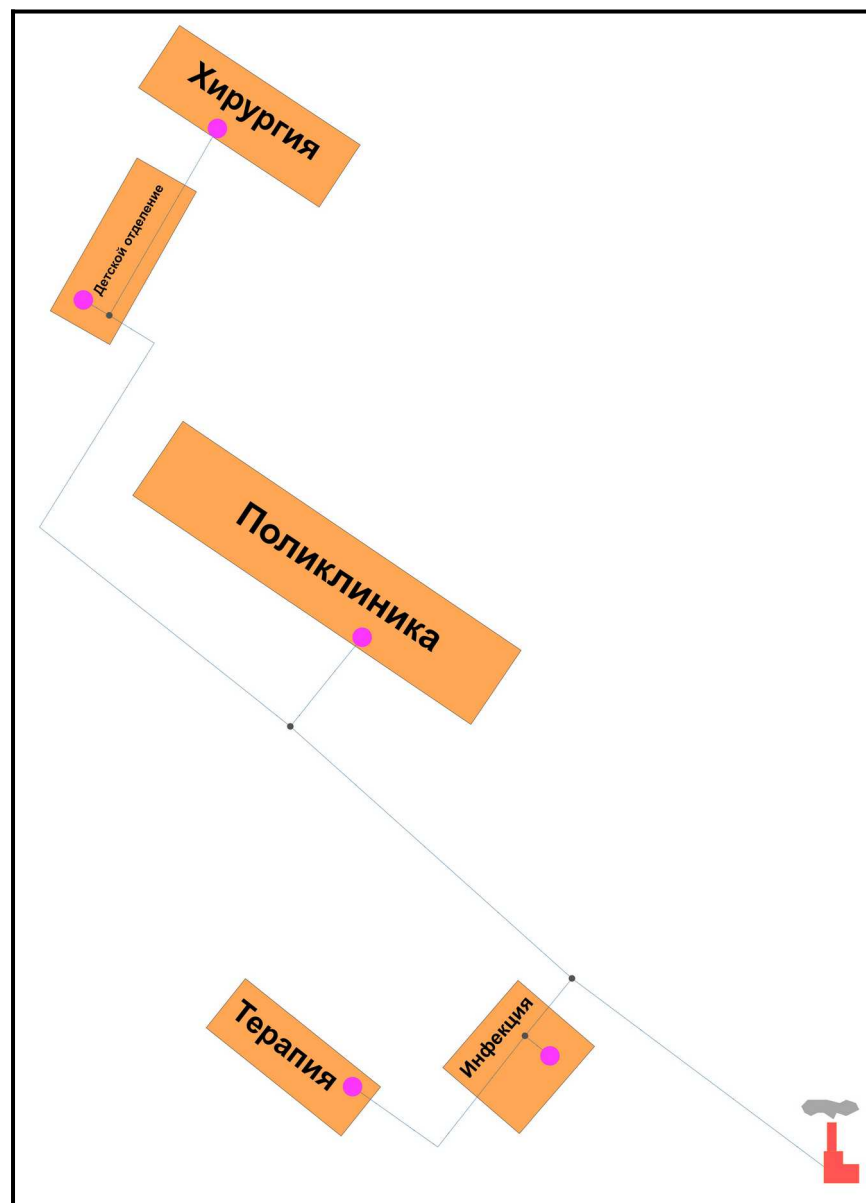 Хирургия
Детской отделение
Поликлиника
Терапия
Инфекция